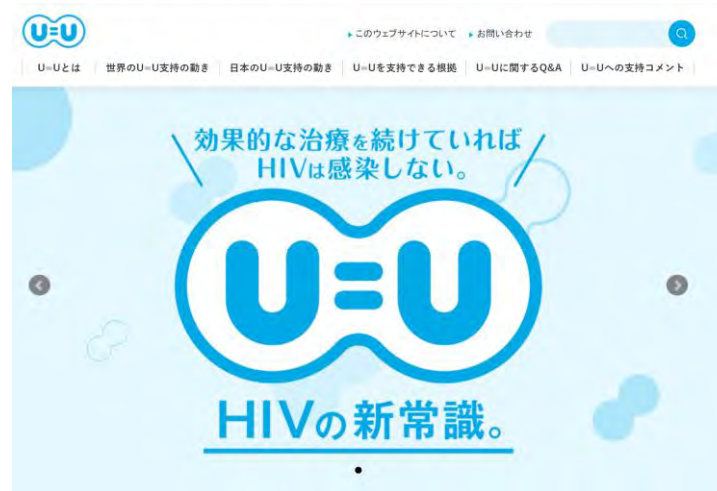 U=U
このウェブサイトについて お問い合わせ
U=Uとは 世界のU=U支持の動き 日本のU=U支持の動き U=Uを支持できる根拠 U=Uに関するQ&A U=Uへの支持コメント
効果的な治療を続けていれば
HIVは感染しない。
U=U
HIVの新常識。